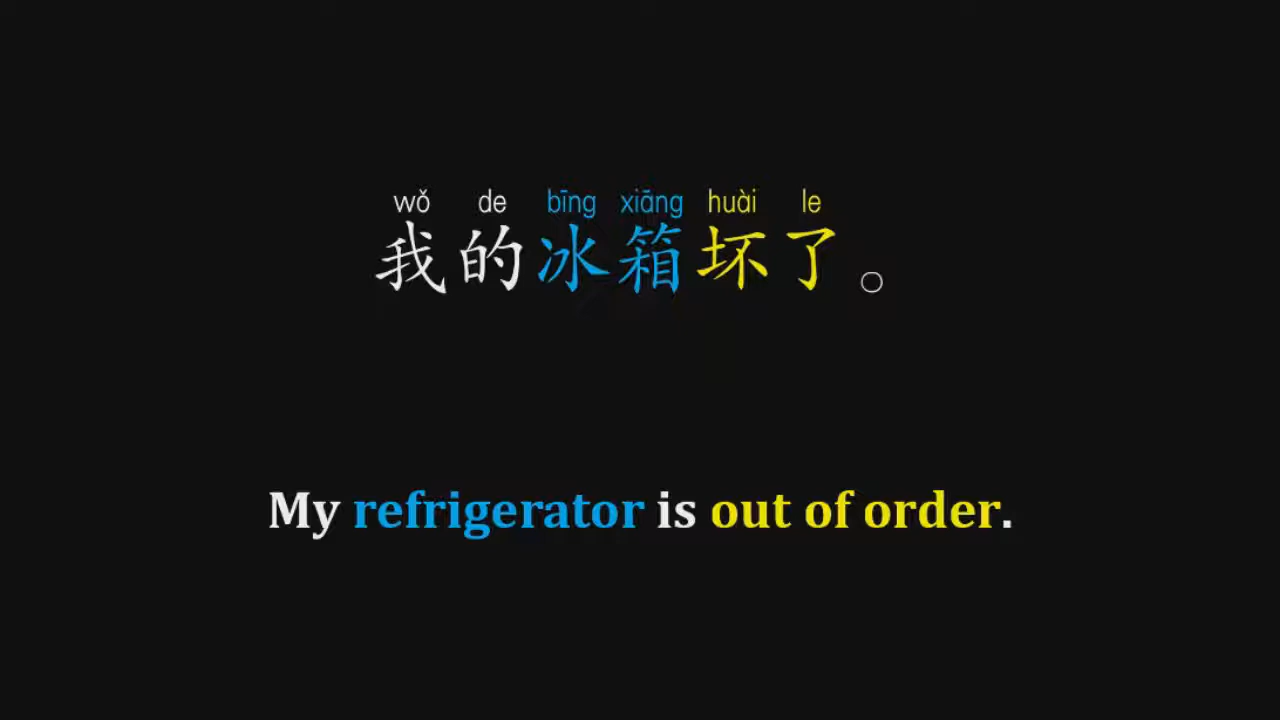 wǒ de bīng xiāng huài le
我的冰箱坏了。
My refrigerator is out of order.